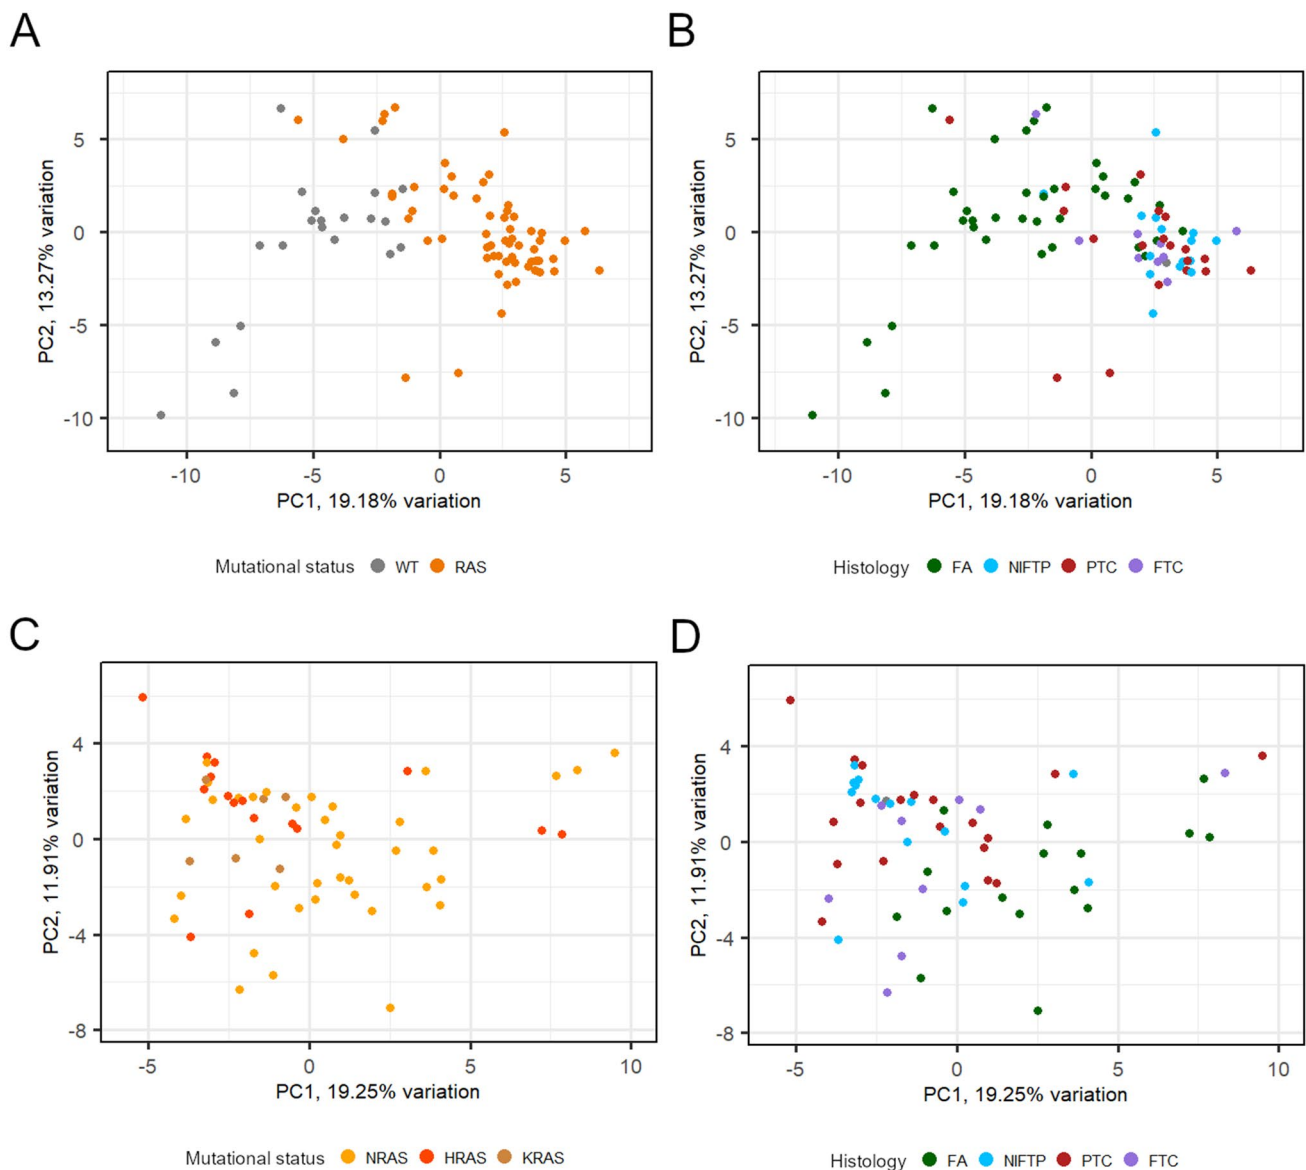 A
B
5
0
-5
-10
PC2, 13.27% variation
-10
-5
0
5
PC1, 19.18% variation
Mutational status WT RAS
5
0
-5
-10
PC2, 13.27% variation
-10
-5
0
5
PC1, 19.18% variation
Histology FA NIFTP PTC FTC
C
D
4
0
-4
-8
PC2, 11.91% variation
-5
0
5
10
PC1, 19.25% variation
Mutational status NRAS HRAS KRAS
4
0
-4
-8
PC2, 11.91% variation
-5
0
5
10
PC1, 19.25% variation
Histology FA NIFTP PTC FTC